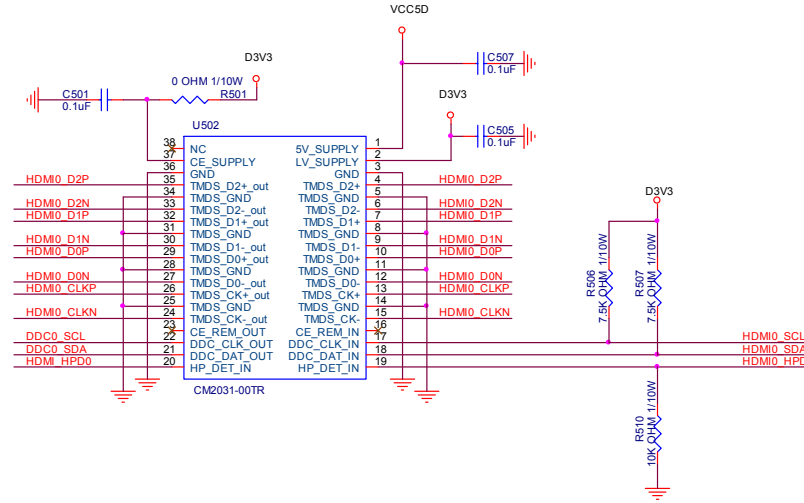 VCC5D
D3V3
0 OHM 1/10W
R501
C501
0.1uF
C507
0.1uF
D3V3
C505
0.1uF
U502
38 NC 5V_SUPPLY 1
37 CE_SUPPLY LV_SUPPLY 2
36 GND GND 3
HDMI0_D2P 35 TMDS_D2+_out TMDS_D2+ 4 HDMI0_D2P
34 TMDS_GND TMDS_GND 5
HDMI0_D2N 33 TMDS_D2-_out TMDS_D2- 6 HDMI0_D2N
HDMI0_D1P 32 TMDS_D1+_out TMDS_D1+ 7 HDMI0_D1P
31 TMDS_GND TMDS_GND 8
HDMI0_D1N 30 TMDS_D1-_out TMDS_D1- 9 HDMI0_D1N
HDMI0_D0P 29 TMDS_D0+_out TMDS_D0+ 10 HDMI0_D0P
28 TMDS_GND TMDS_GND 11
HDMI0_D0N 27 TMDS_D0-_out TMDS_D0- 12 HDMI0_D0N
HDMI0_CLKP 26 TMDS_CK+_out TMDS_CK+ 13 HDMI0_CLKP
25 TMDS_GND TMDS_GND 14
HDMI0_CLKN 24 TMDS_CK-_out TMDS_CK- 15 HDMI0_CLKN
23 CE_REM_OUT CE_REM_IN 16
DDC0_SCL 22 DDC_CLK_OUT DDC_CLK_IN 17 HDMI0_SCL
DDC0_SDA 21 DDC_DAT_OUT DDC_DAT_IN 18 HDMI0_SDA
HDMI_HPD0 20 HP_DET_IN HP_DET_IN 19 HDMI0_HPD
CM2031-00TR
D3V3
R506
7.5K OHM 1/10W
R507
7.5K OHM 1/10W
R510
10K OHM 1/10W